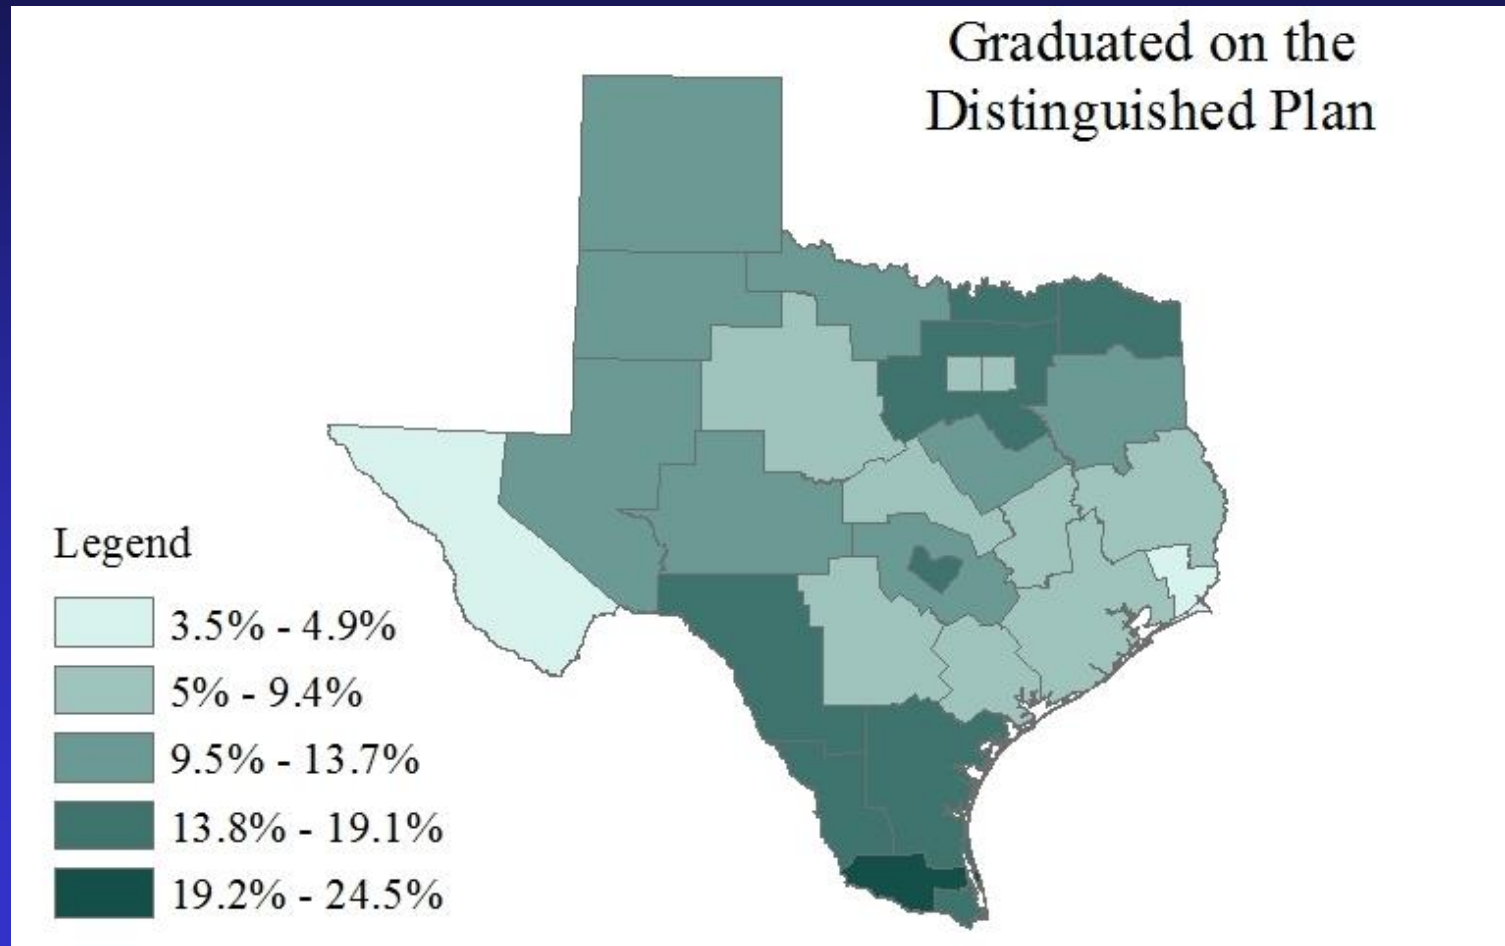 Graduated on the
Distinguished Plan
Legend
3.5% - 4.9%
5% - 9.4%
9.5% - 13.7%
13.8% - 19.1%
19.2% - 24.5%